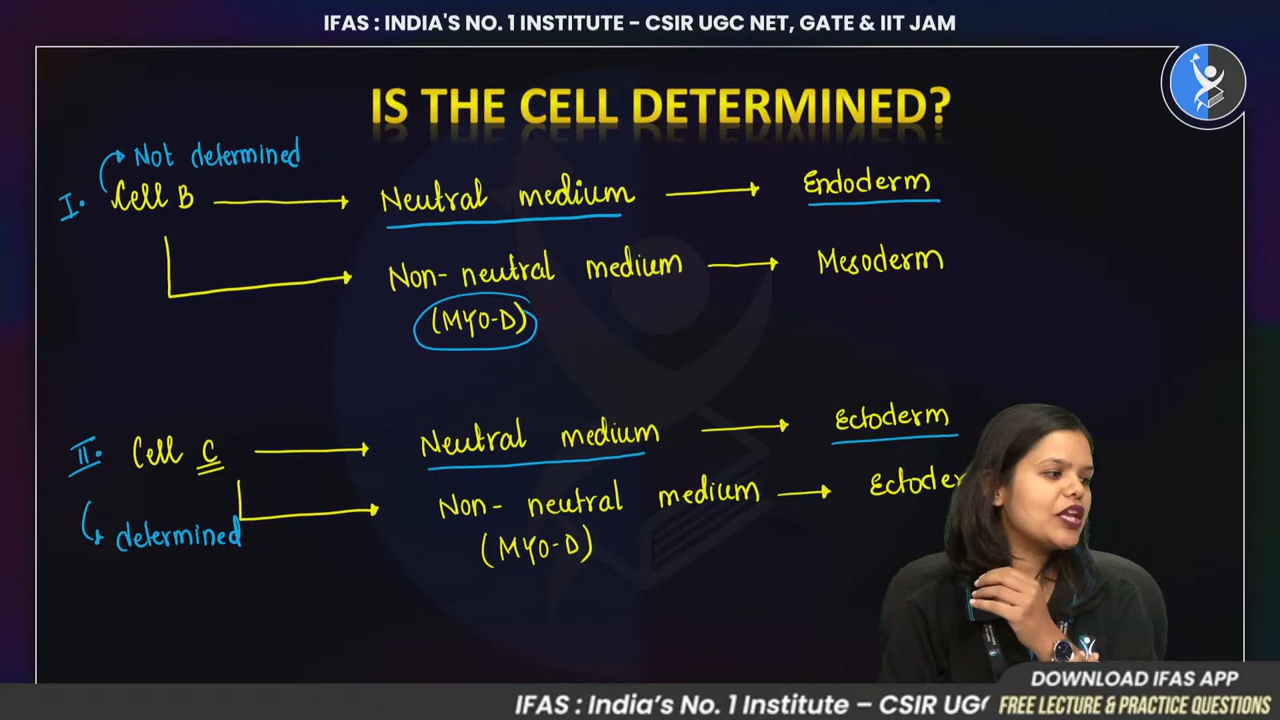 IFAS : INDIA'S NO. 1 INSTITUTE - CSIR UGC NET, GATE & IIT JAM
IS THE CELL DETERMINED?
Not determined
I. Cell B Neutral medium Endoderm
Non-neutral medium Mesoderm
(MYO-D)
II. Cell C Neutral medium Ectoderm
Non-neutral medium Ectoder
determined
(MYO-D)
DOWNLOAD IFAS APP
IFAS : India's No. 1 Institute – CSIR UG
FREE LECTURE & PRACTICE QUESTIONS